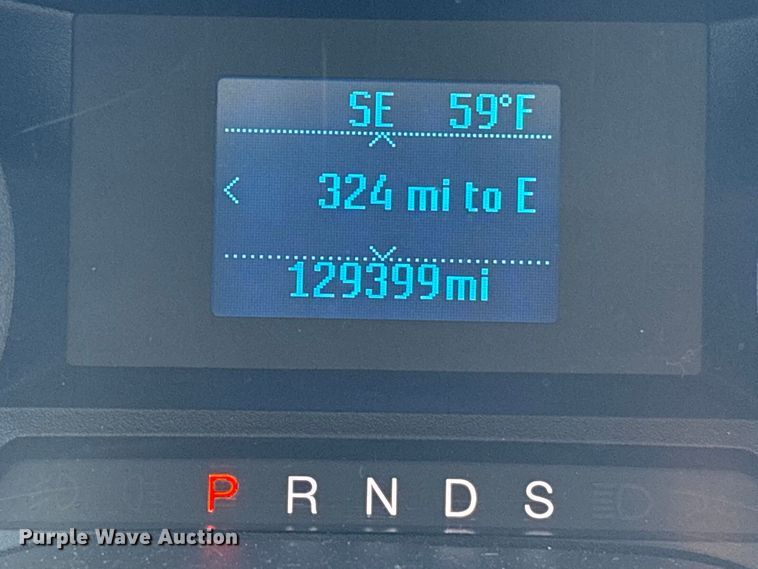 SE 59°F
324 mi to E
129399mi
P R N D S
Purple Wave Auction